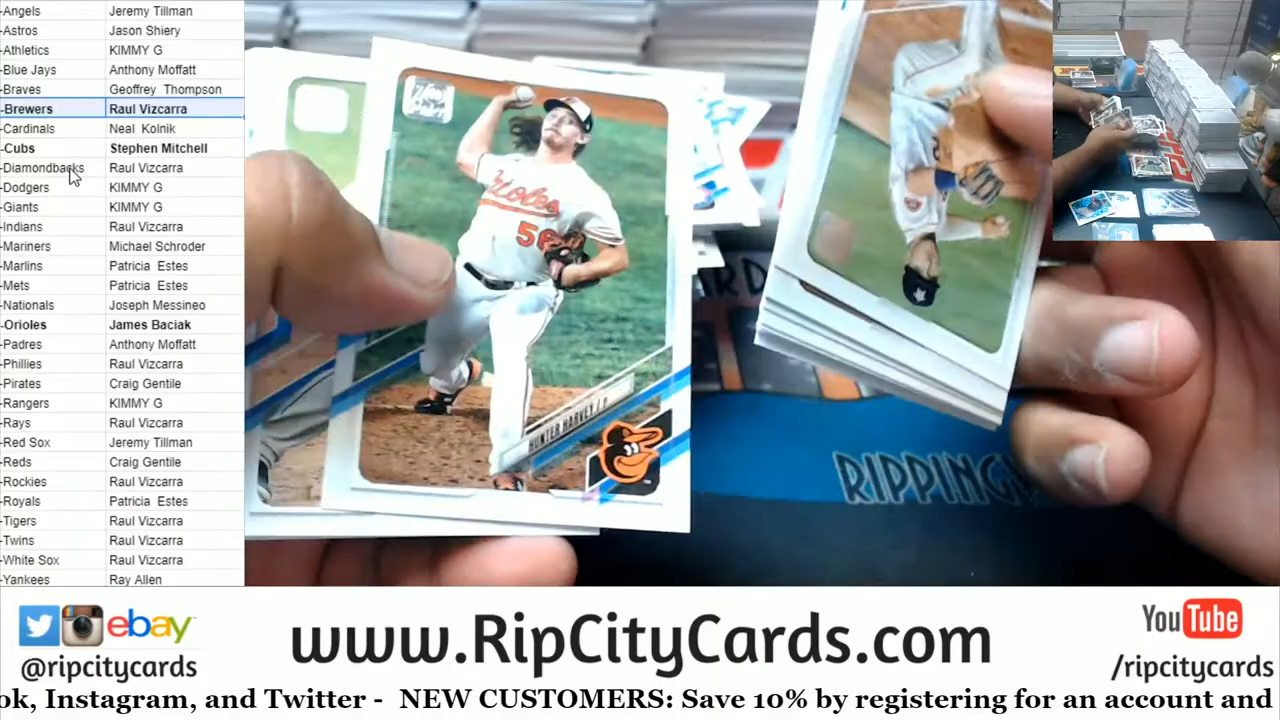 -Angels Jeremy Tillman
-Astros Jason Shiery
-Athletics KIMMY G
-Blue Jays Anthony Moffatt
-Braves Geoffrey Thompson
-Brewers Raul Vizcarra
-Cardinals Neal Kolnik
-Cubs Stephen Mitchell
-Diamondbacks Raul Vizcarra
-Dodgers KIMMY G
-Giants KIMMY G
-Indians Raul Vizcarra
-Mariners Michael Schroder
-Marlins Patricia Estes
-Mets Patricia Estes
-Nationals Joseph Messineo
-Orioles James Baciak
-Padres Anthony Moffatt
-Phillies Raul Vizcarra
-Pirates Craig Gentile
-Rangers KIMMY G
-Rays Raul Vizcarra
-Red Sox Jeremy Tillman
-Reds Craig Gentile
-Rockies Raul Vizcarra
-Royals Patricia Estes
-Tigers Raul Vizcarra
-Twins Raul Vizcarra
-White Sox Raul Vizcarra
-Yankees Ray Allen
56
HUNTER HARVEY / P
RIPPING
ebay
@ripcitycards
www.RipCityCards.com
YouTube
/ripcitycards
ok, Instagram, and Twitter - NEW CUSTOMERS: Save 10% by registering for an account and